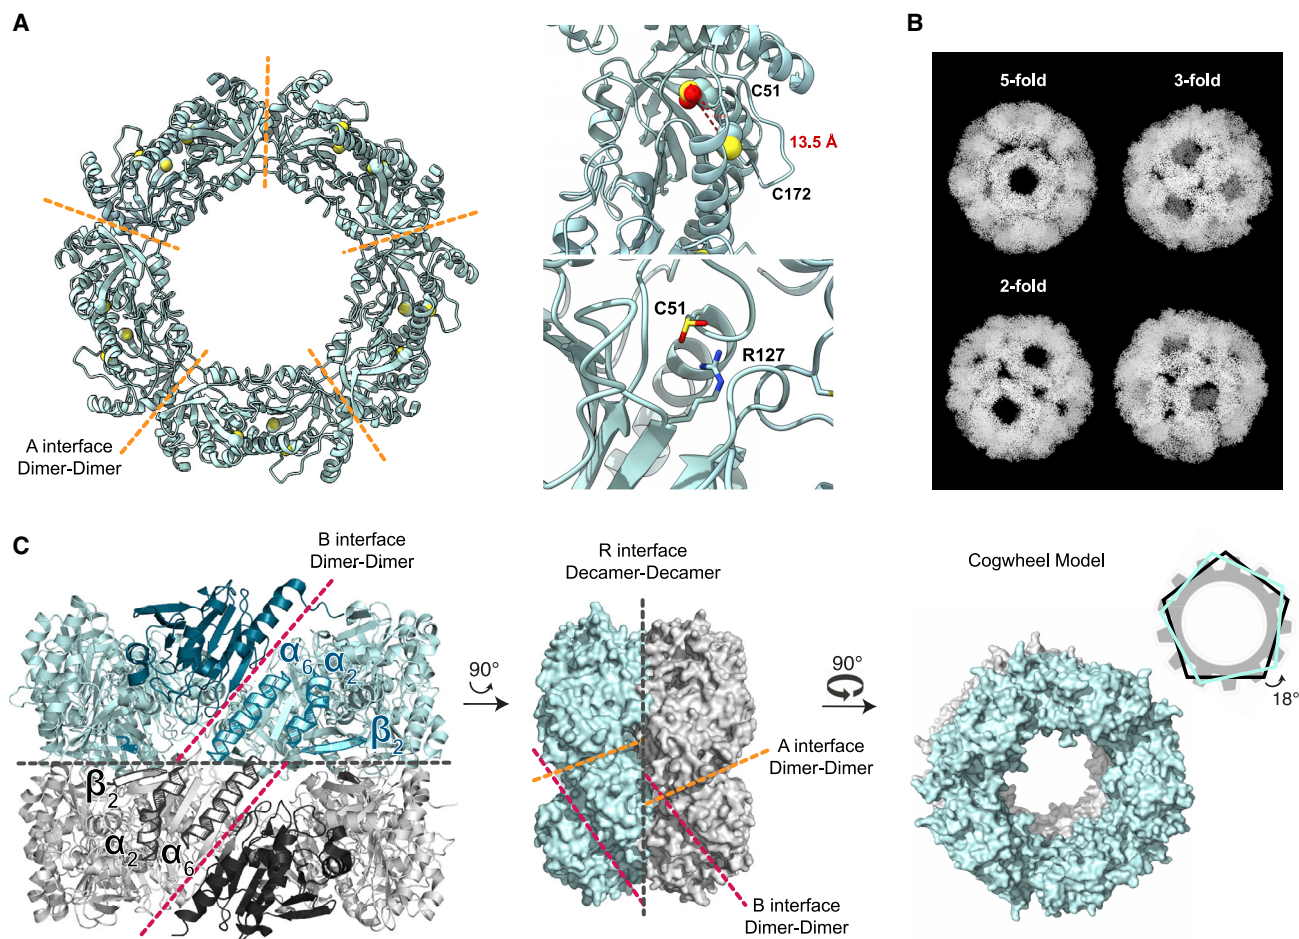 A
A interface
Dimer-Dimer
C51
13.5 Å
C172
C51
R127
B
5-fold
3-fold
2-fold
C
B interface
Dimer-Dimer
α6
α2
β2
β2
α2
α6
90°
R interface
Decamer-Decamer
A interface
Dimer-Dimer
B interface
Dimer-Dimer
90°
Cogwheel Model
18°